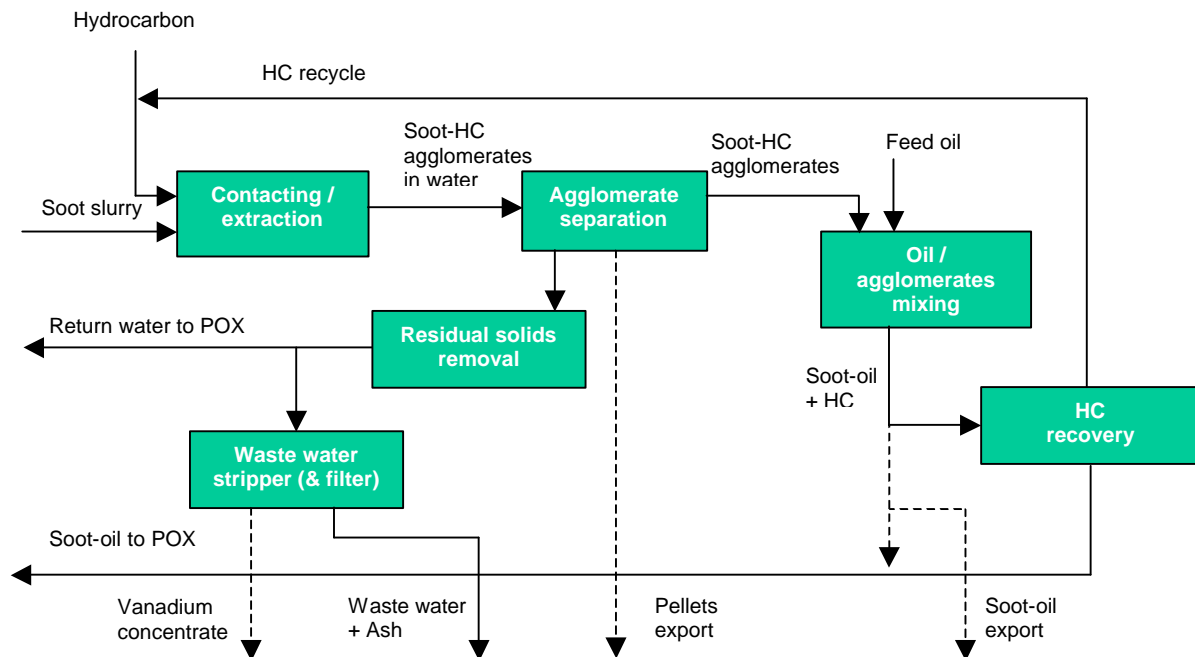 Hydrocarbon
HC recycle
Soot-HC
agglomerates
in water
Soot-HC
agglomerates
Feed oil
Soot slurry
Contacting /
extraction
Agglomerate
separation
Oil /
agglomerates
mixing
Return water to POX
Residual solids
removal
Soot-oil
+ HC
HC
recovery
Waste water
stripper (& filter)
Soot-oil to POX
Vanadium
concentrate
Waste water
+ Ash
Pellets
export
Soot-oil
export